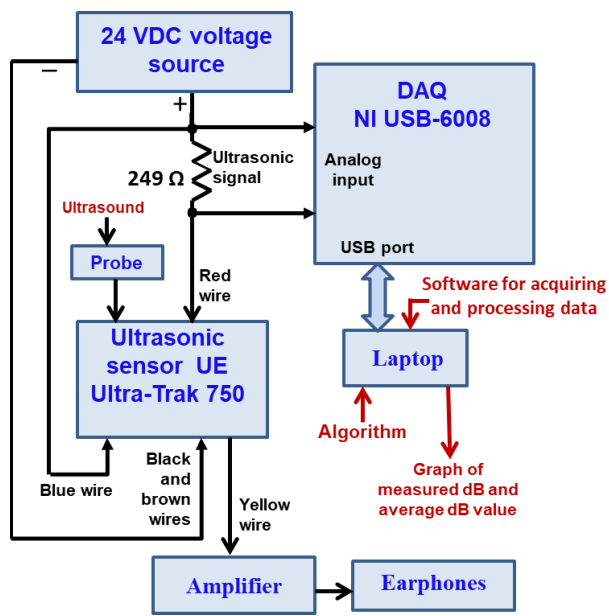 24 VDC voltage
source
−
+
DAQ
NI USB-6008
Ultrasonic
signal
249 Ω
Analog
input
Ultrasound
USB port
Probe
Red
wire
Software for acquiring
and processing data
Ultrasonic
sensor UE
Ultra-Trak 750
Laptop
Algorithm
Blue wire
Black
and
brown
wires
Yellow
wire
Graph of
measured dB and
average dB value
Amplifier
Earphones